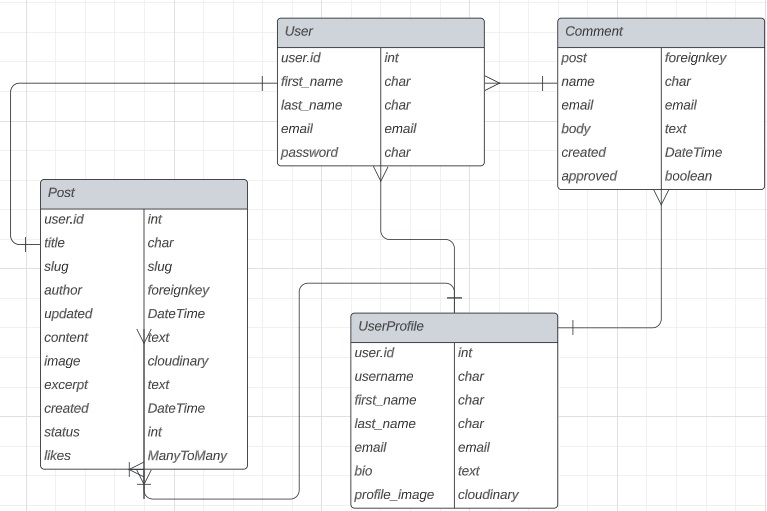 User
user.id int
first_name char
last_name char
email email
password char
Comment
post foreignkey
name char
email email
body text
created DateTime
approved boolean
Post
user.id int
title char
slug slug
author foreignkey
updated DateTime
content text
image cloudinary
excerpt text
created DateTime
status int
likes ManyToMany
UserProfile
user.id int
username char
first_name char
last_name char
email email
bio text
profile_image cloudinary